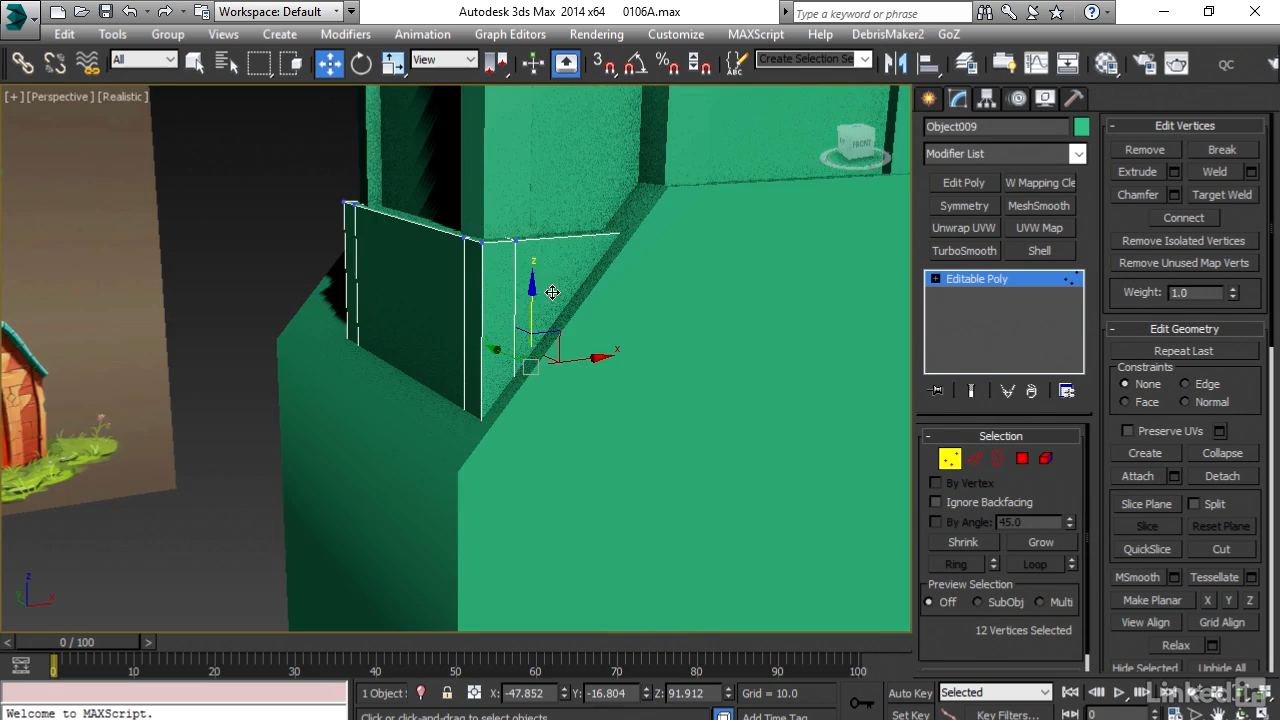 Workspace: Default
Autodesk 3ds Max 2014 x64 0106A.max
Type a keyword or phrase
Edit Tools Group Views Create Modifiers Animation Graph Editors Rendering Customize MAXScript Help DebrisMaker2 GoZ
All View 3 Create Selection Se QC
[+] [Perspective] [Realistic]
FRONT
z
x
z
x
Object009
Modifier List
Edit Poly W Mapping Cle
Symmetry MeshSmooth
Unwrap UVW UVW Map
TurboSmooth Shell
Editable Poly
Selection
By Vertex
Ignore Backfacing
By Angle: 45.0
Shrink Grow
Ring Loop
Preview Selection
Off SubObj Multi
12 Vertices Selected
Edit Vertices
Remove Break
Extrude Weld
Chamfer Target Weld
Connect
Remove Isolated Vertices
Remove Unused Map Verts
Weight: 1.0
Edit Geometry
Repeat Last
Constraints
None Edge
Face Normal
Preserve UVs
Create Collapse
Attach Detach
Slice Plane Split
Slice Reset Plane
QuickSlice Cut
MSmooth Tessellate
Make Planar X Y Z
View Align Grid Align
Relax
Hide Selected Unhide All
< 0 / 100 >
0 10 20 30 40 50 60 70 80 90 100
1 Object X: -47.852 Y: -16.804 Z: 91.912 Grid = 10.0
Auto Key Selected
Welcome to MAXScript.
Click or click-and-drag to select objects
Add Time Tag
Set Key Key Filters... 0
LinkedIn